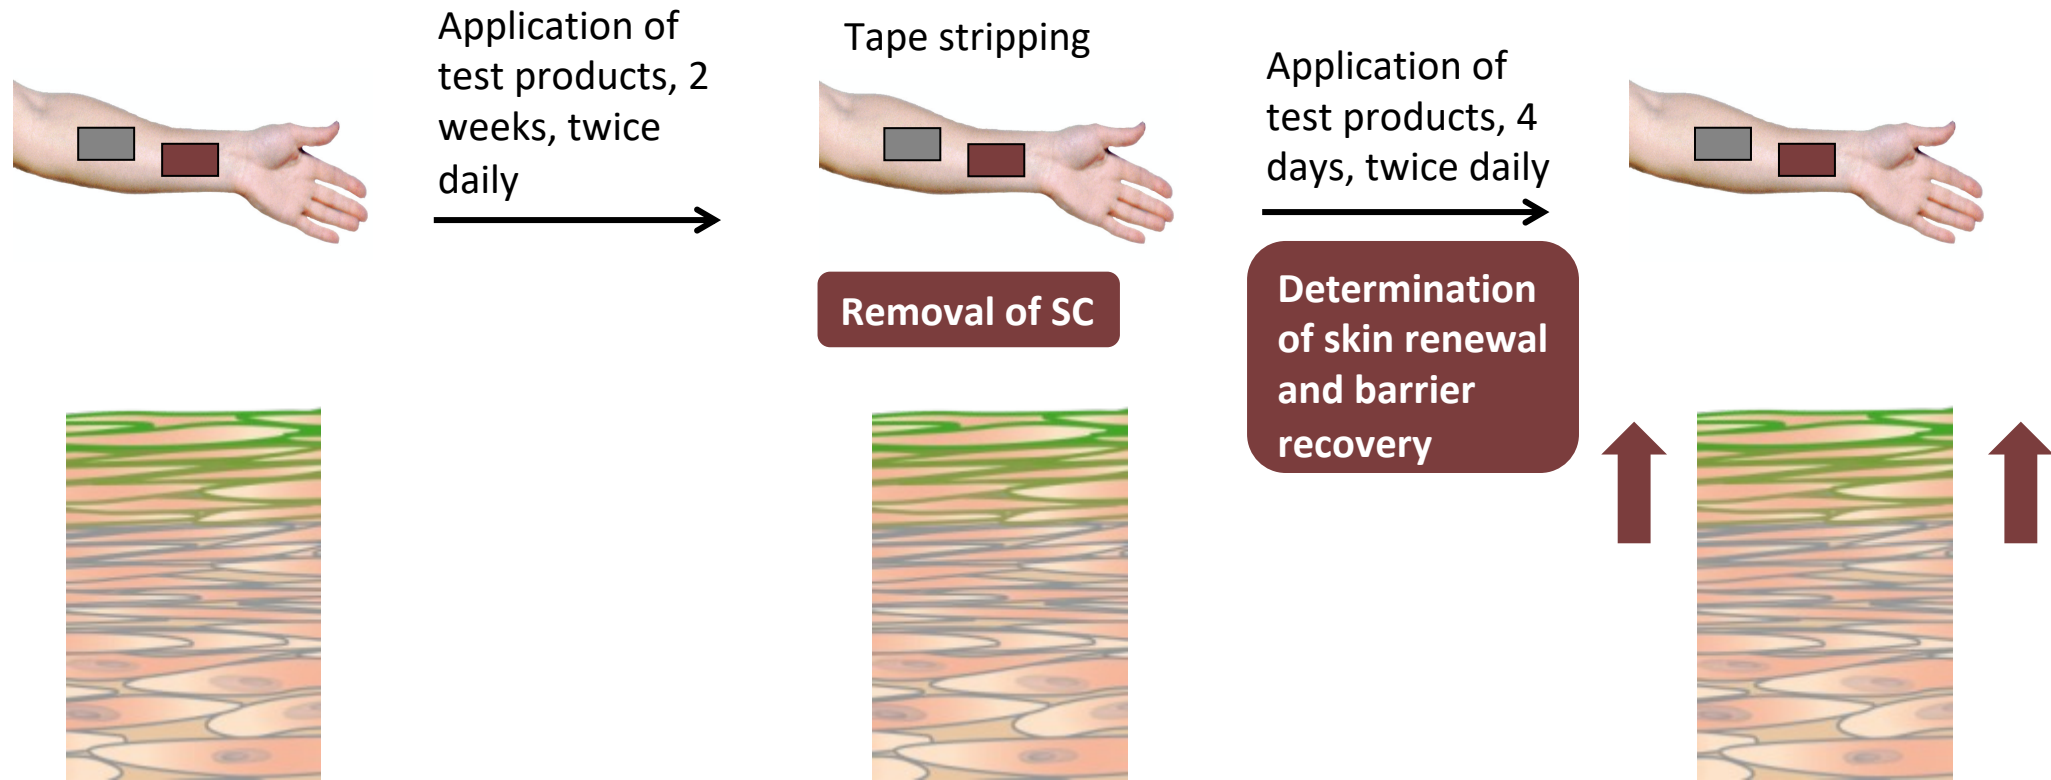 Application of
test products, 2
weeks, twice
daily
Tape stripping
Removal of SC
Application of
test products, 4
days, twice daily
Determination
of skin renewal
and barrier
recovery